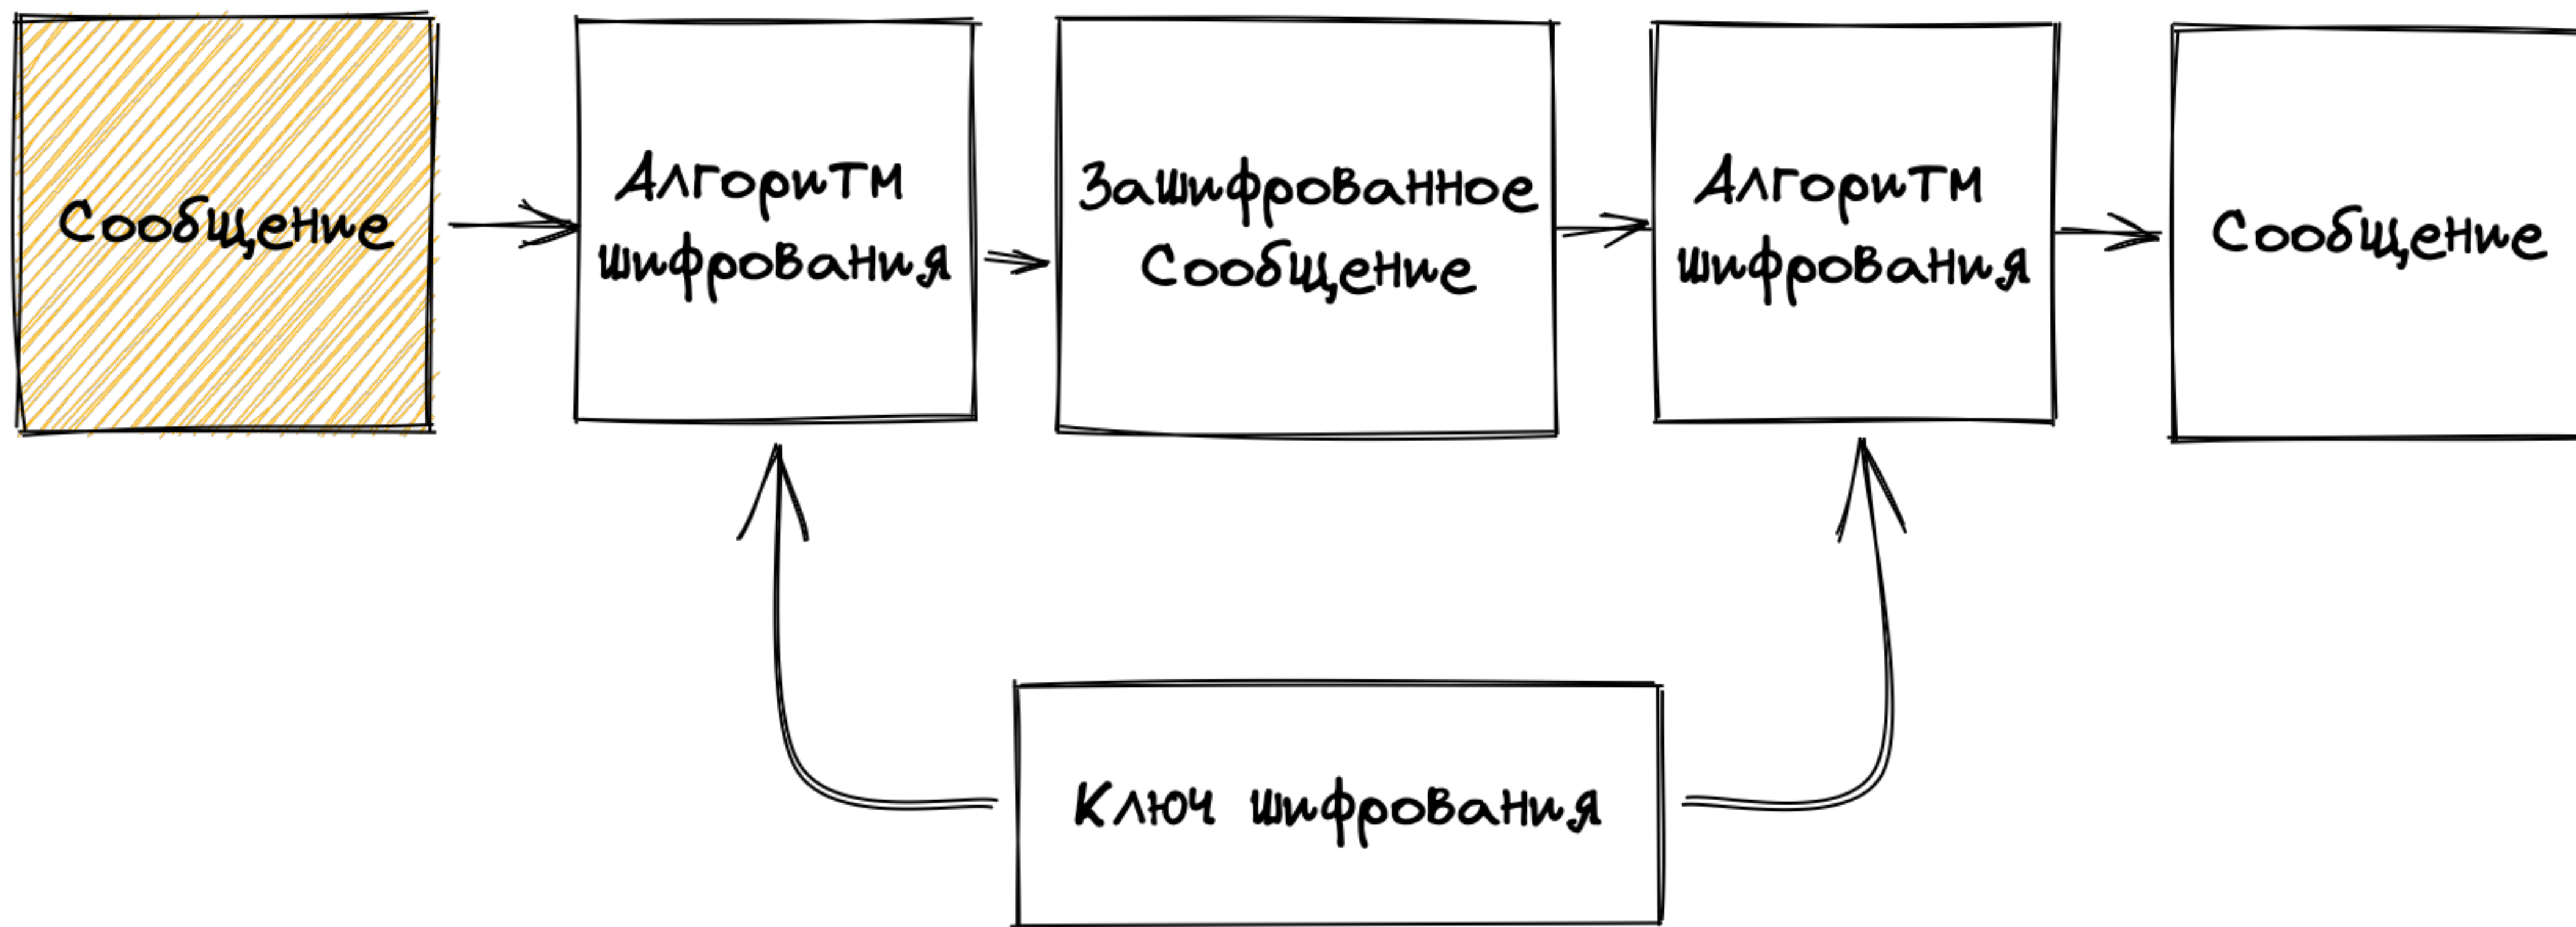 Сообщение
Алгоритм
шифрования
Зашифрованное
Сообщение
Алгоритм
шифрования
Сообщение
Ключ шифрования